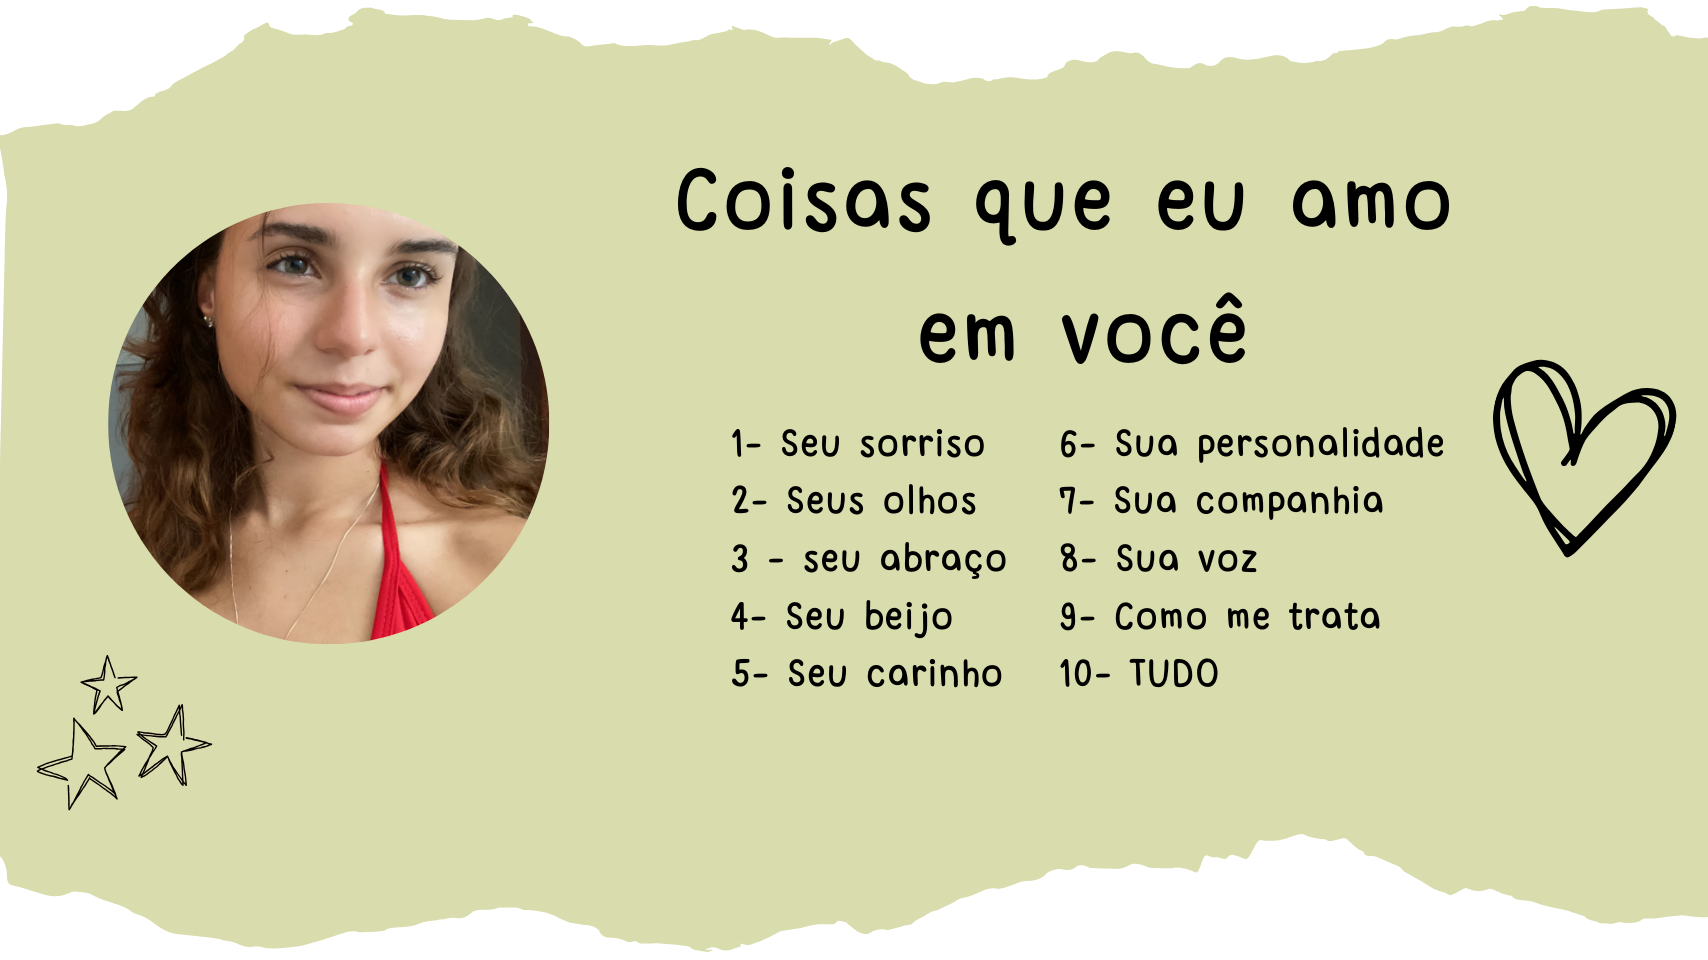 Coisas que eu amo
em você
1- Seu sorriso
2- Seus olhos
3 - seu abraço
4- Seu beijo
5- Seu carinho
6- Sua personalidade
7- Sua companhia
8- Sua voz
9- Como me trata
10- TUDO